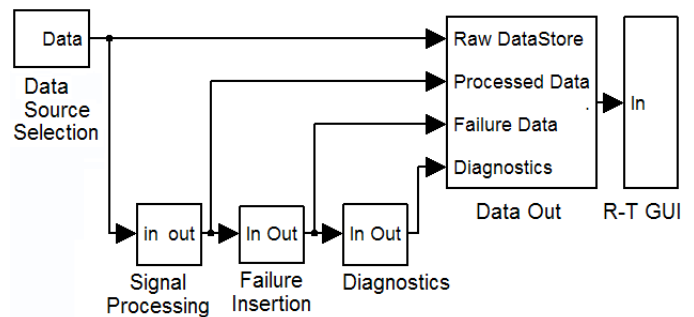 Data
Data
Source
Selection
Raw DataStore
Processed Data
Failure Data
Diagnostics
Data Out
In
R-T GUI
in out
Signal
Processing
In Out
Failure
Insertion
In Out
Diagnostics